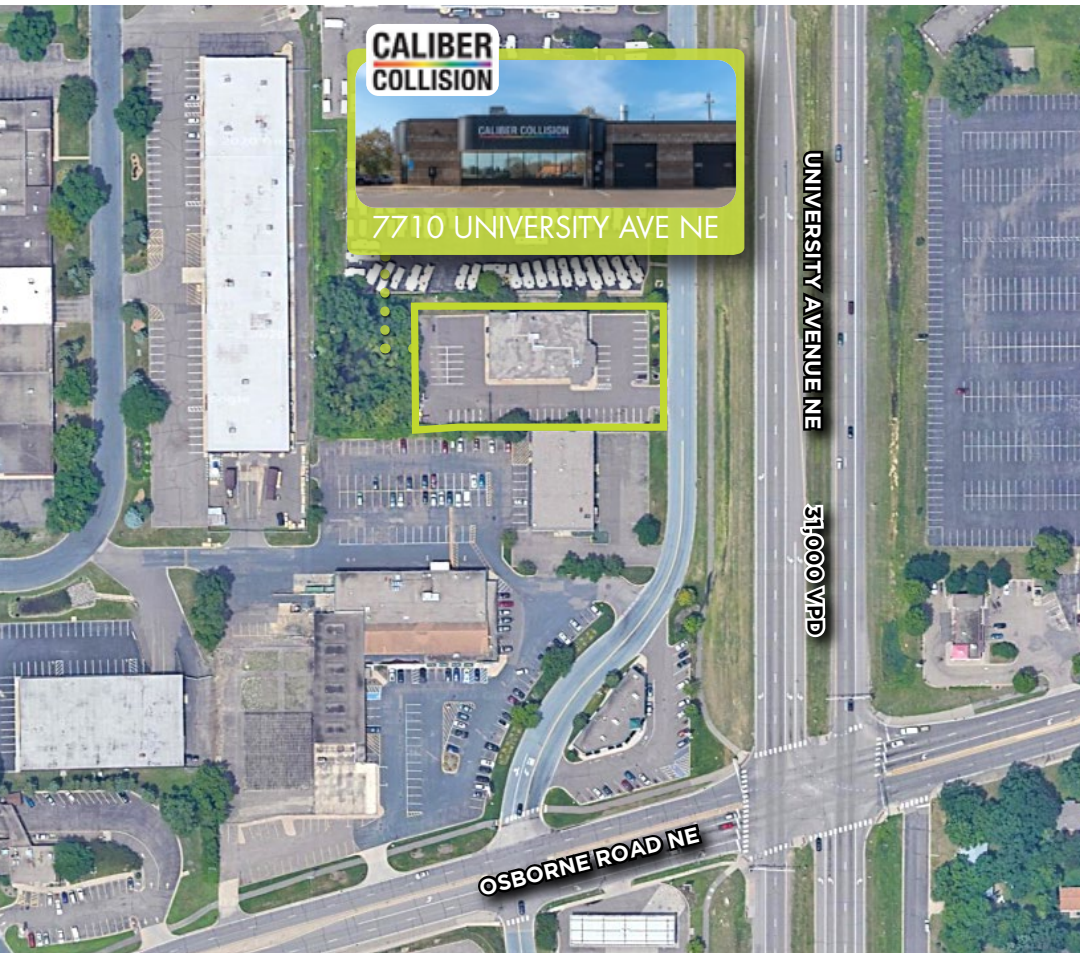 CALIBER
COLLISION
CALIBER COLLISION
7710 UNIVERSITY AVE NE
UNIVERSITY AVENUE NE
31,000 VPD
OSBORNE ROAD NE